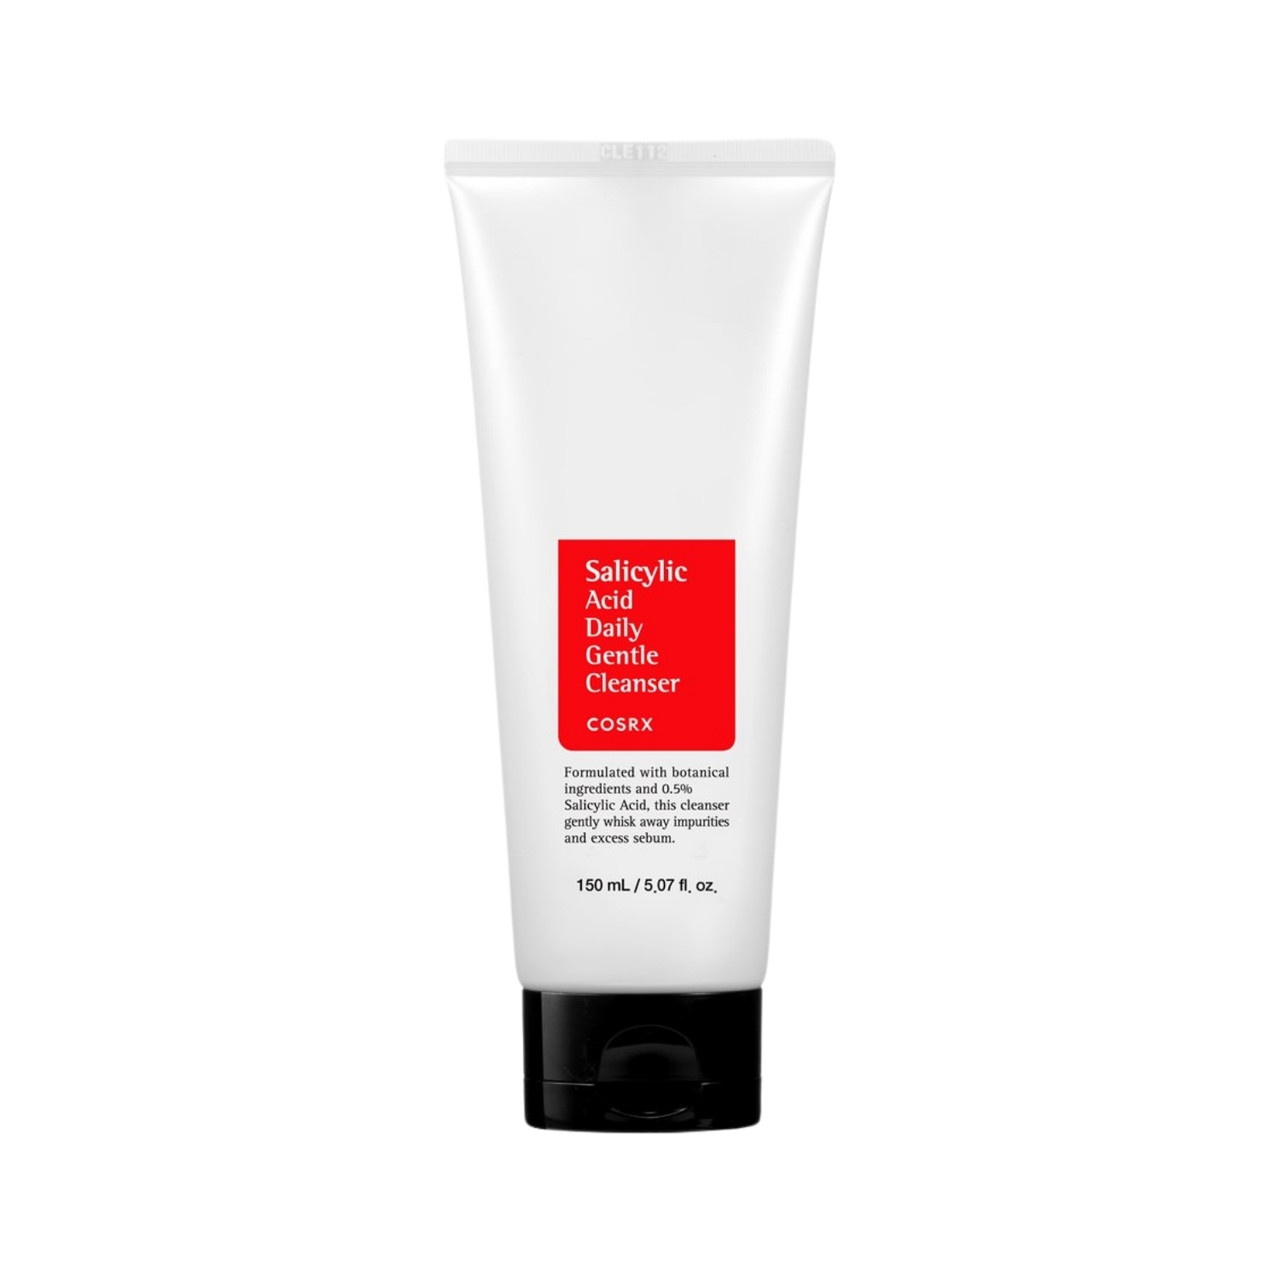 CLE112
Salicylic
Acid
Daily
Gentle
Cleanser
COSRX
Formulated with botanical
ingredients and 0.5%
Salicylic Acid, this cleanser
gently whisk away impurities
and excess sebum.
150 mL / 5.07 fl. oz.